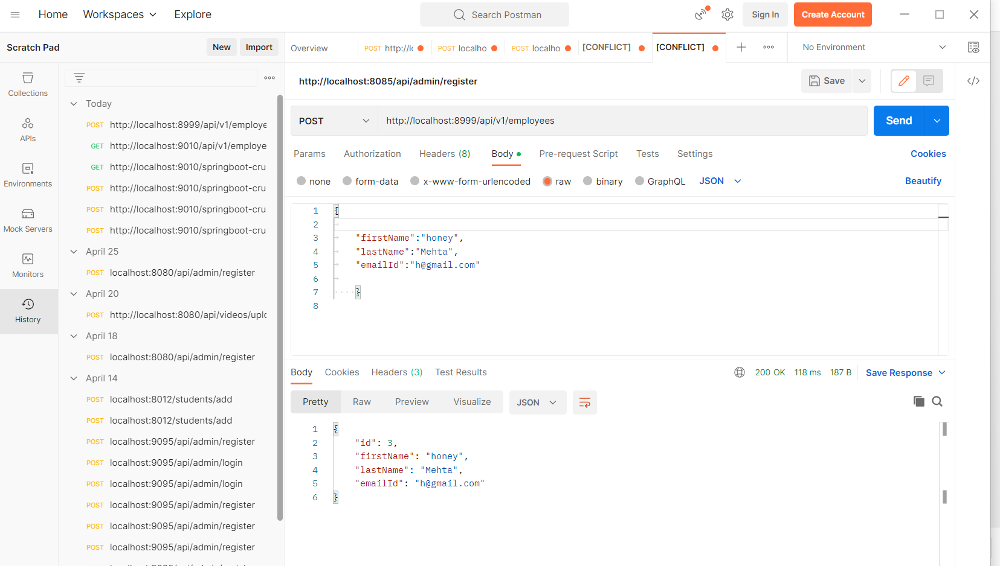 Home Workspaces Explore Search Postman Sign In Create Account
Scratch Pad New Import
Overview POST http://l POST localho POST localho [CONFLICT] [CONFLICT] No Environment
Collections
APIs
Environments
Mock Servers
Monitors
History
Today
POST http://localhost:8999/api/v1/employe
GET http://localhost:9010/api/v1/employe
GET http://localhost:9010/springboot-cru
POST http://localhost:9010/springboot-cru
POST http://localhost:9010/springboot-cru
POST http://localhost:9010/springboot-cru
April 25
POST localhost:8080/api/admin/register
April 20
POST http://localhost:8080/api/videos/uplo
April 18
POST localhost:8080/api/admin/register
April 14
POST localhost:8012/students/add
POST localhost:8012/students/add
POST localhost:9095/api/admin/register
POST localhost:9095/api/admin/login
POST localhost:9095/api/admin/login
POST localhost:9095/api/admin/register
POST localhost:9095/api/admin/register
POST localhost:9095/api/admin/register
http://localhost:8085/api/admin/register Save </>
POST http://localhost:8999/api/v1/employees Send
Params Authorization Headers (8) Body Pre-request Script Tests Settings Cookies
none form-data x-www-form-urlencoded raw binary GraphQL JSON Beautify
1 {
2
3 "firstName":"honey",
4 "lastName":"Mehta",
5 "emailId":"h@gmail.com"
6
7 }
8
Body Cookies Headers (3) Test Results 200 OK 118 ms 187 B Save Response
Pretty Raw Preview Visualize JSON
1 {
2 "id": 3,
3 "firstName": "honey",
4 "lastName": "Mehta",
5 "emailId": "h@gmail.com"
6 }